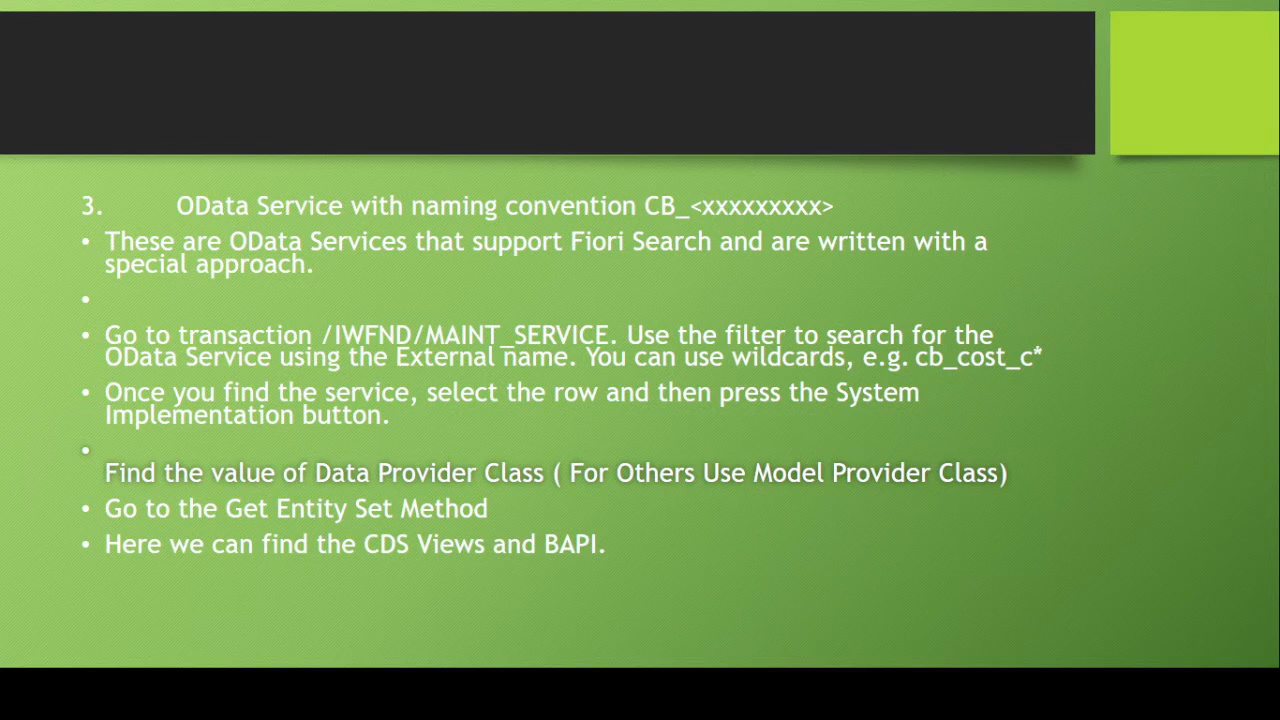 3. OData Service with naming convention CB_<xxxxxxxxx>
• These are OData Services that support Fiori Search and are written with a
special approach.
•
• Go to transaction /IWFND/MAINT_SERVICE. Use the filter to search for the
OData Service using the External name. You can use wildcards, e.g. cb_cost_c*
• Once you find the service, select the row and then press the System
Implementation button.
•
Find the value of Data Provider Class ( For Others Use Model Provider Class)
• Go to the Get Entity Set Method
• Here we can find the CDS Views and BAPI.